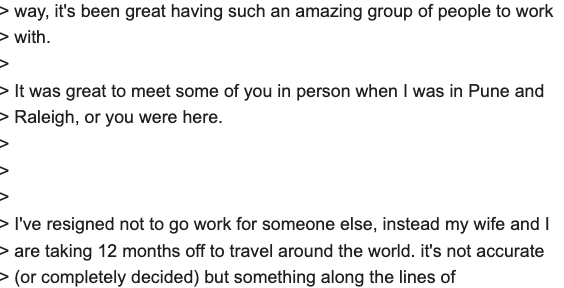 > way, it's been great having such an amazing group of people to work
> with.
>
> It was great to meet some of you in person when I was in Pune and
> Raleigh, or you were here.
>
>
>
> I've resigned not to go work for someone else, instead my wife and I
> are taking 12 months off to travel around the world. it's not accurate
> (or completely decided) but something along the lines of